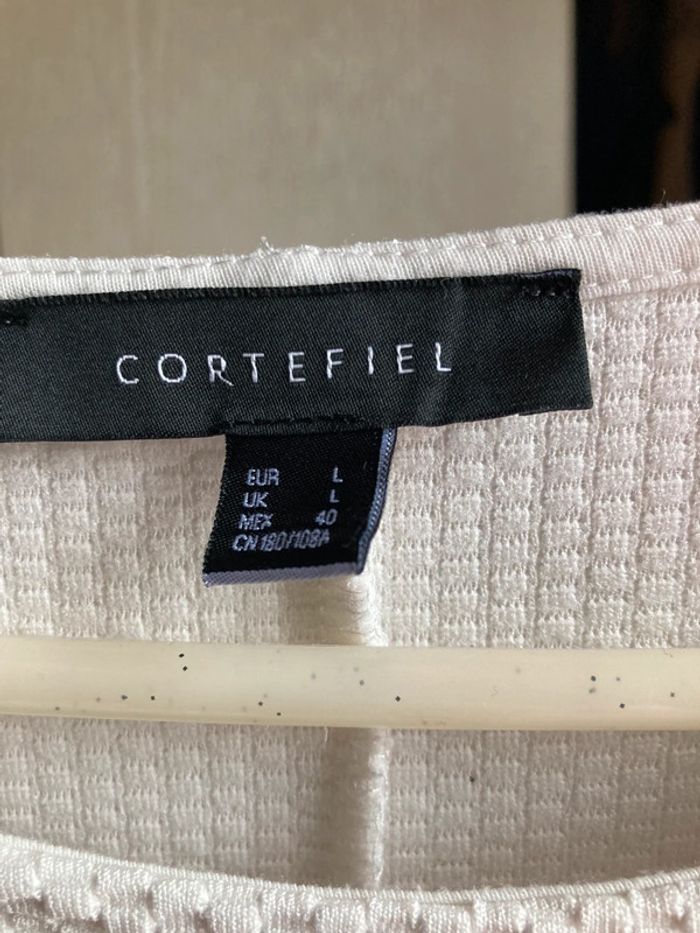 CORTEFIEL
EUR L
UK L
MEX 40
CN 180/108A